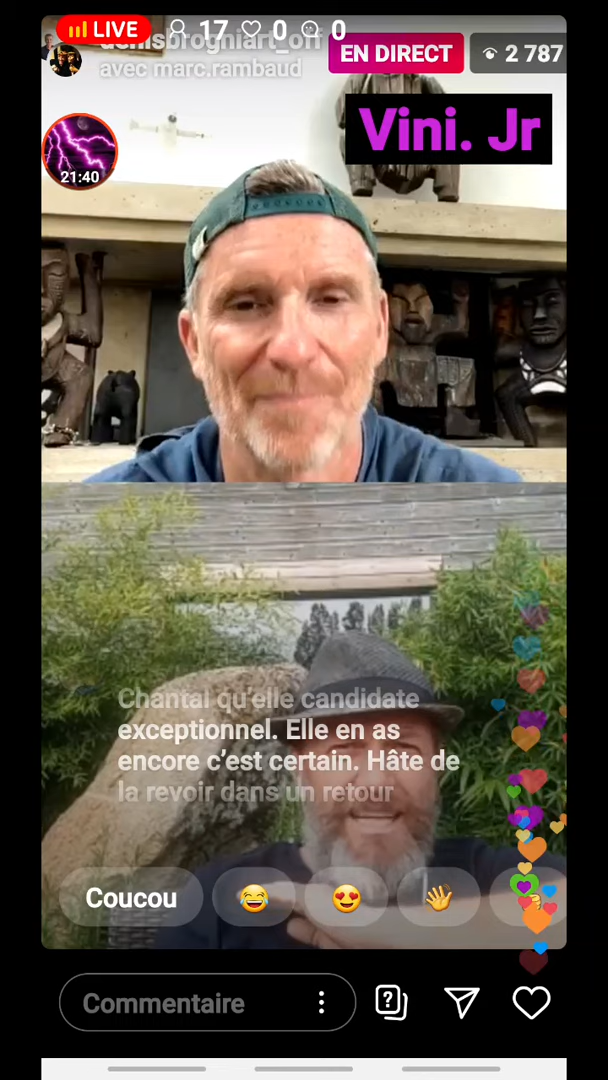 LIVE 17 0 0
denisbrogniart_off
avec marc.rambaud
EN DIRECT 2 787
Vini. Jr
21:40
Chantal qu'elle candidate
exceptionnel. Elle en as
encore c'est certain. Hâte de
la revoir dans un retour
Coucou
Commentaire